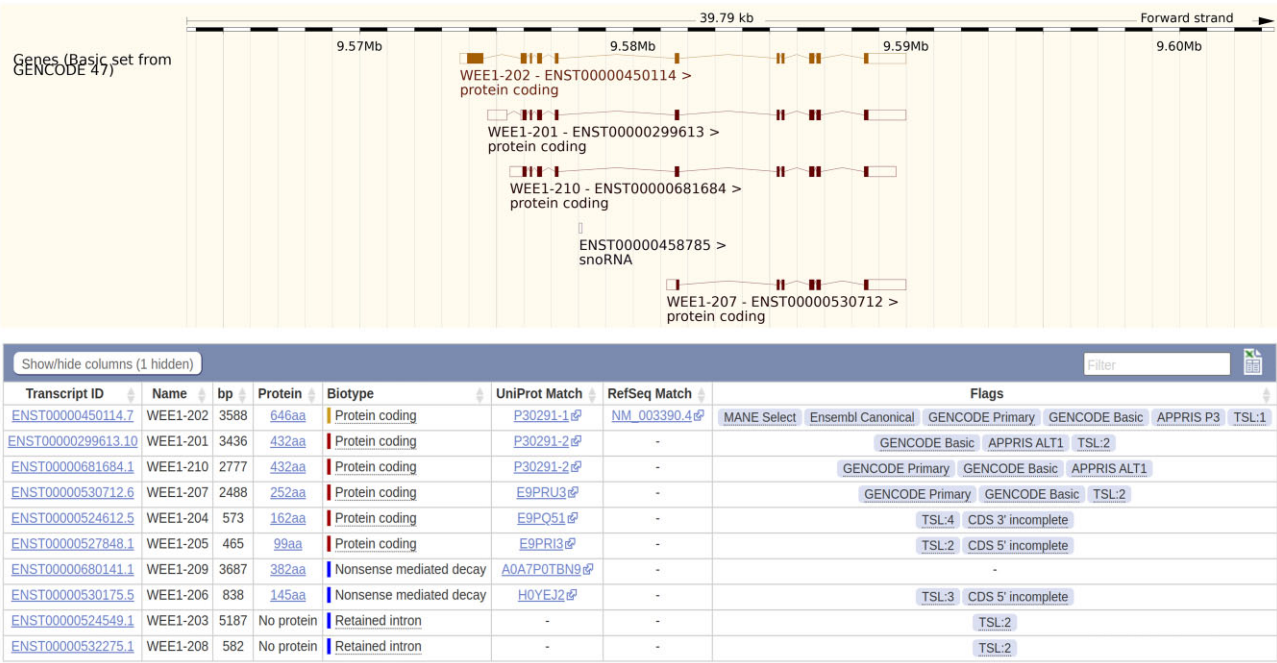 39.79 kb
Forward strand
9.57Mb
9.58Mb
9.59Mb
9.60Mb
Genes (Basic set from
GENCODE 47)
WEE1-202 - ENST00000450114 >
protein coding
WEE1-201 - ENST00000299613 >
protein coding
WEE1-210 - ENST00000681684 >
protein coding
ENST00000458785 >
snoRNA
WEE1-207 - ENST00000530712 >
protein coding
Show/hide columns (1 hidden)
Filter
Transcript ID Name bp Protein Biotype UniProt Match RefSeq Match Flags
ENST00000450114.7 WEE1-202 3588 646aa Protein coding P30291-1 NM_003390.4 MANE Select Ensembl Canonical GENCODE Primary GENCODE Basic APPRIS P3 TSL:1
ENST00000299613.10 WEE1-201 3436 432aa Protein coding P30291-2 - GENCODE Basic APPRIS ALT1 TSL:2
ENST00000681684.1 WEE1-210 2777 432aa Protein coding P30291-2 - GENCODE Primary GENCODE Basic APPRIS ALT1
ENST00000530712.6 WEE1-207 2488 252aa Protein coding E9PRU3 - GENCODE Primary GENCODE Basic TSL:2
ENST00000524612.5 WEE1-204 573 162aa Protein coding E9PQ51 - TSL:4 CDS 3' incomplete
ENST00000527848.1 WEE1-205 465 99aa Protein coding E9PRI3 - TSL:2 CDS 5' incomplete
ENST00000680141.1 WEE1-209 3687 382aa Nonsense mediated decay A0A7P0TBN9 - -
ENST00000530175.5 WEE1-206 838 145aa Nonsense mediated decay H0YEJ2 - TSL:3 CDS 5' incomplete
ENST00000524549.1 WEE1-203 5187 No protein Retained intron - - TSL:2
ENST00000532275.1 WEE1-208 582 No protein Retained intron - - TSL:2